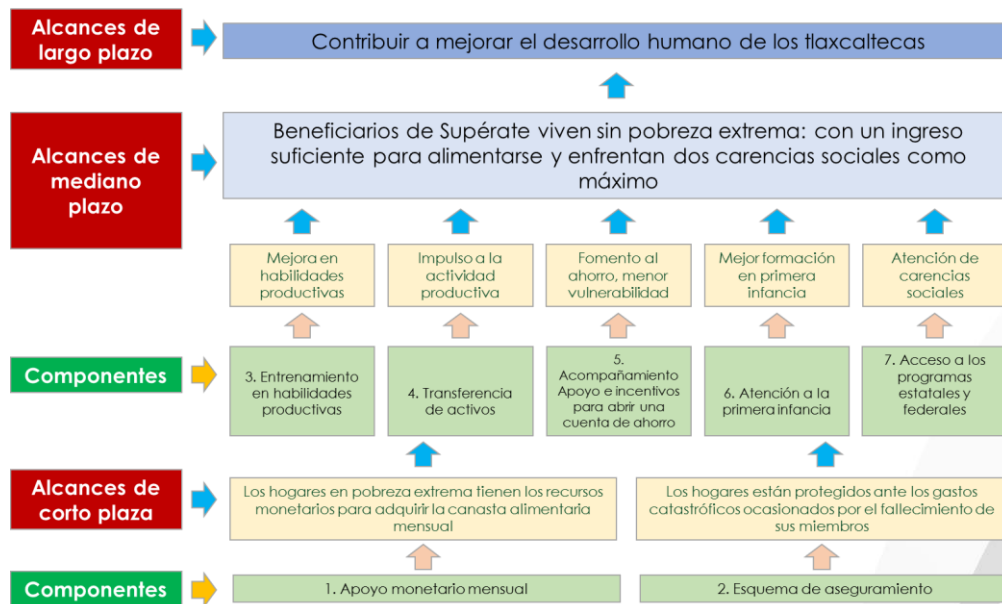 Alcances de
largo plazo
Contribuir a mejorar el desarrollo humano de los tlaxcaltecas
Alcances de
mediano
plazo
Beneficiarios de Supérate viven sin pobreza extrema: con un ingreso
suficiente para alimentarse y enfrentan dos carencias sociales como
máximo
Mejora en
habilidades
productivas
Impulso a la
actividad
productiva
Fomento al
ahorro, menor
vulnerabilidad
Mejor formación
en primera
infancia
Atención de
carencias
sociales
Componentes
3. Entrenamiento
en habilidades
productivas
4. Transferencia
de activos
5.
Acompañamiento
Apoyo e incentivos
para abrir una
cuenta de ahorro
6. Atención a la
primera infancia
7. Acceso a los
programas
estatales y
federales
Alcances de
corto plaza
Los hogares en pobreza extrema tienen los recursos
monetarios para adquirir la canasta alimentaria
mensual
Los hogares están protegidos ante los gastos
catastróficos ocasionados por el fallecimiento de
sus miembros
Componentes
1. Apoyo monetario mensual
2. Esquema de aseguramiento